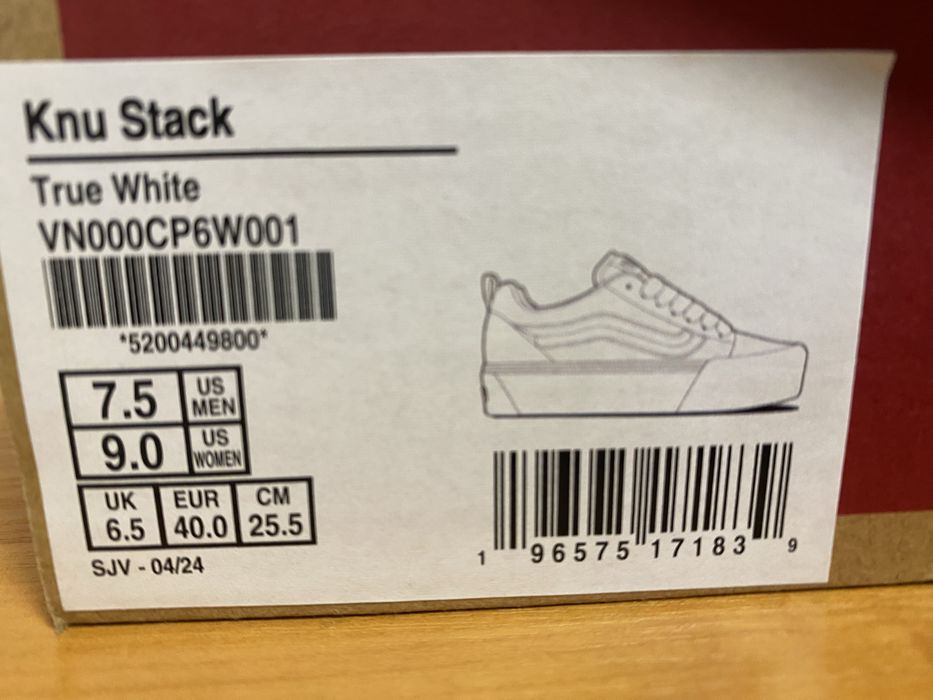 Knu Stack
True White
VN000CP6W001
*5200449800*
7.5 US MEN
9.0 US WOMEN
UK EUR CM
6.5 40.0 25.5
SJV - 04/24
1 96575 17183 9